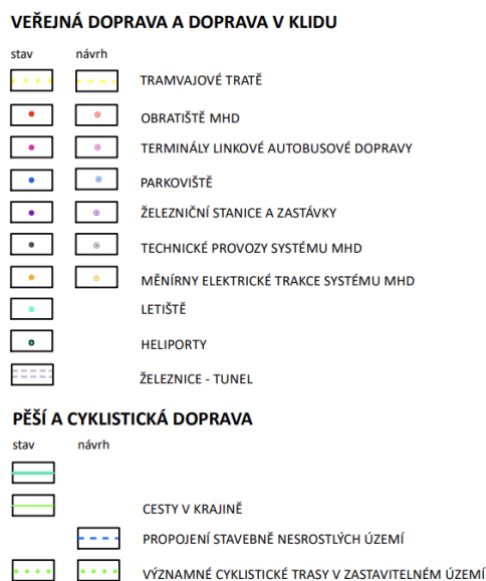 VEŘEJNÁ DOPRAVA A DOPRAVA V KLIDU
stav návrh
TRAMVAJOVÉ TRATĚ
OBRATIŠTĚ MHD
TERMINÁLY LINKOVÉ AUTOBUSOVÉ DOPRAVY
PARKOVIŠTĚ
ŽELEZNIČNÍ STANICE A ZASTÁVKY
TECHNICKÉ PROVOZY SYSTÉMU MHD
MĚNÍRNY ELEKTRICKÉ TRAKCE SYSTÉMU MHD
LETIŠTĚ
HELIPORTY
ŽELEZNICE - TUNEL
PĚŠÍ A CYKLISTICKÁ DOPRAVA
stav návrh
CESTY V KRAJINĚ
PROPOJENÍ STAVEBNĚ NESROSTLÝCH ÚZEMÍ
VÝZNAMNÉ CYKLISTICKÉ TRASY V ZASTAVITELNÉM ÚZEMÍ